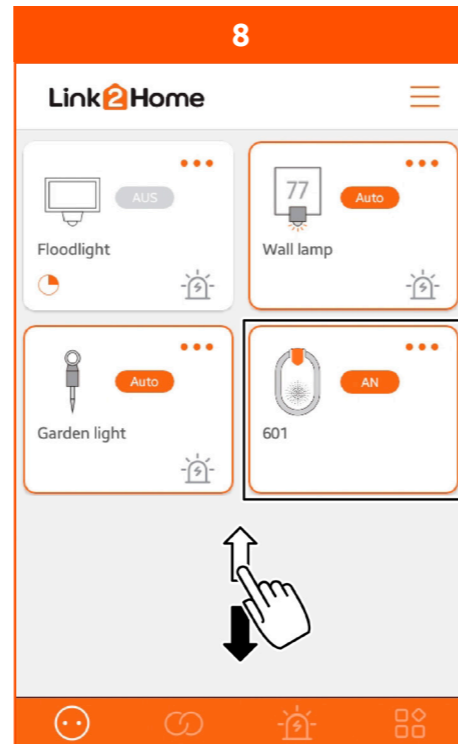 8
Link2Home
AUS
Floodlight
77
Auto
Wall lamp
Auto
Garden light
AN
601